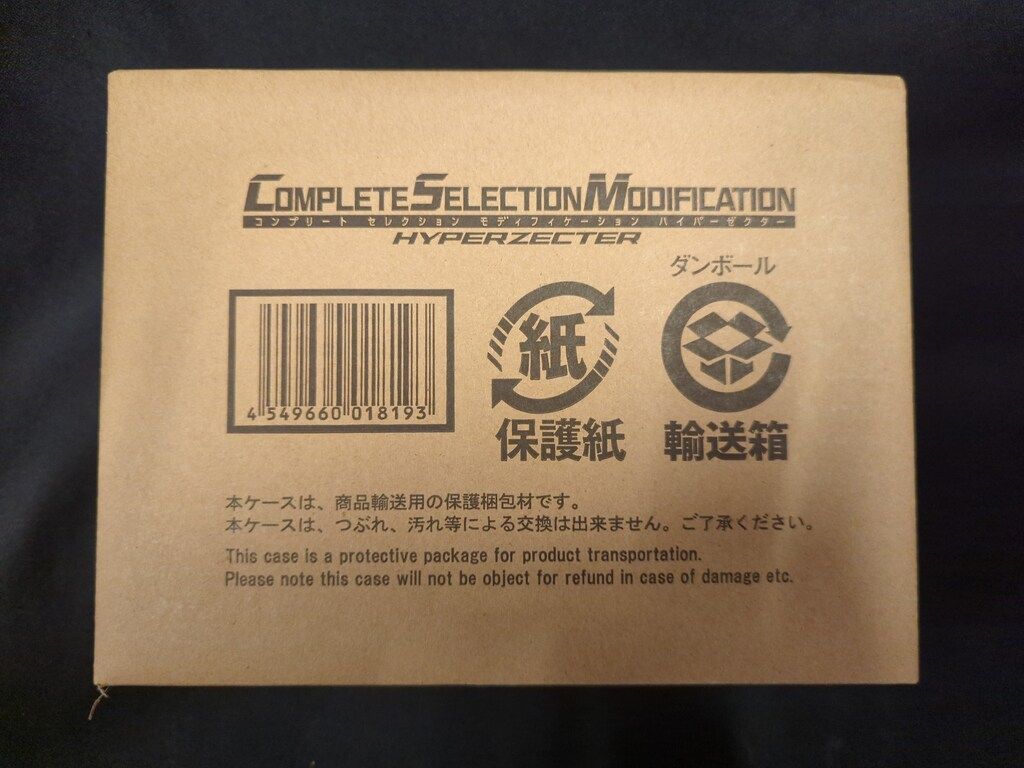 COMPLETE SELECTION MODIFICATION
コンプリート セレクション モディフィケーション ハイパーゼクター
HYPERZECTER
ダンボール
紙
4 549660 018193
保護紙
輸送箱
本ケースは、商品輸送用の保護梱包材です。
本ケースは、つぶれ、汚れ等による交換は出来ません。ご了承ください。
This case is a protective package for product transportation.
Please note this case will not be object for refund in case of damage etc.